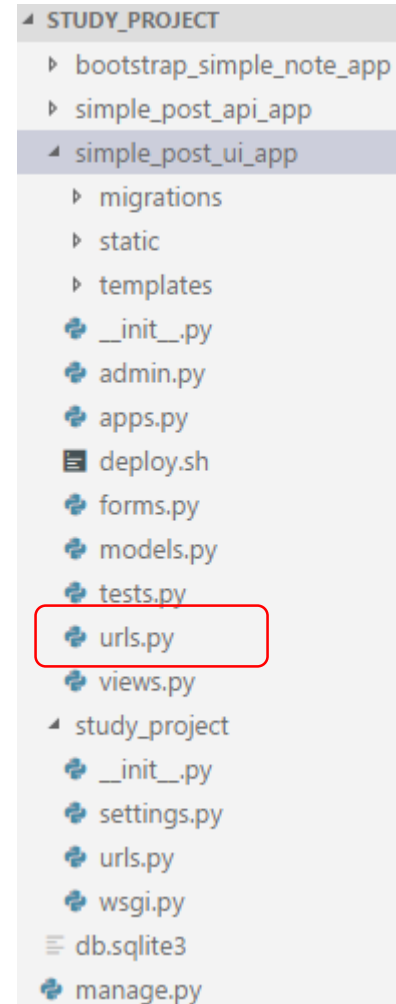 STUDY_PROJECT
bootstrap_simple_note_app
simple_post_api_app
simple_post_ui_app
migrations
static
templates
__init__.py
admin.py
apps.py
deploy.sh
forms.py
models.py
tests.py
urls.py
views.py
study_project
__init__.py
settings.py
urls.py
wsgi.py
db.sqlite3
manage.py